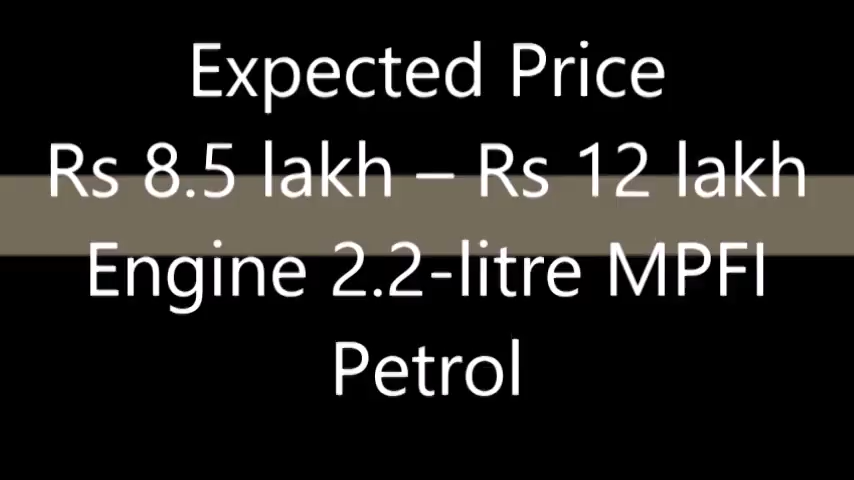 Expected Price
Rs 8.5 lakh – Rs 12 lakh
Engine 2.2-litre MPFI
Petrol